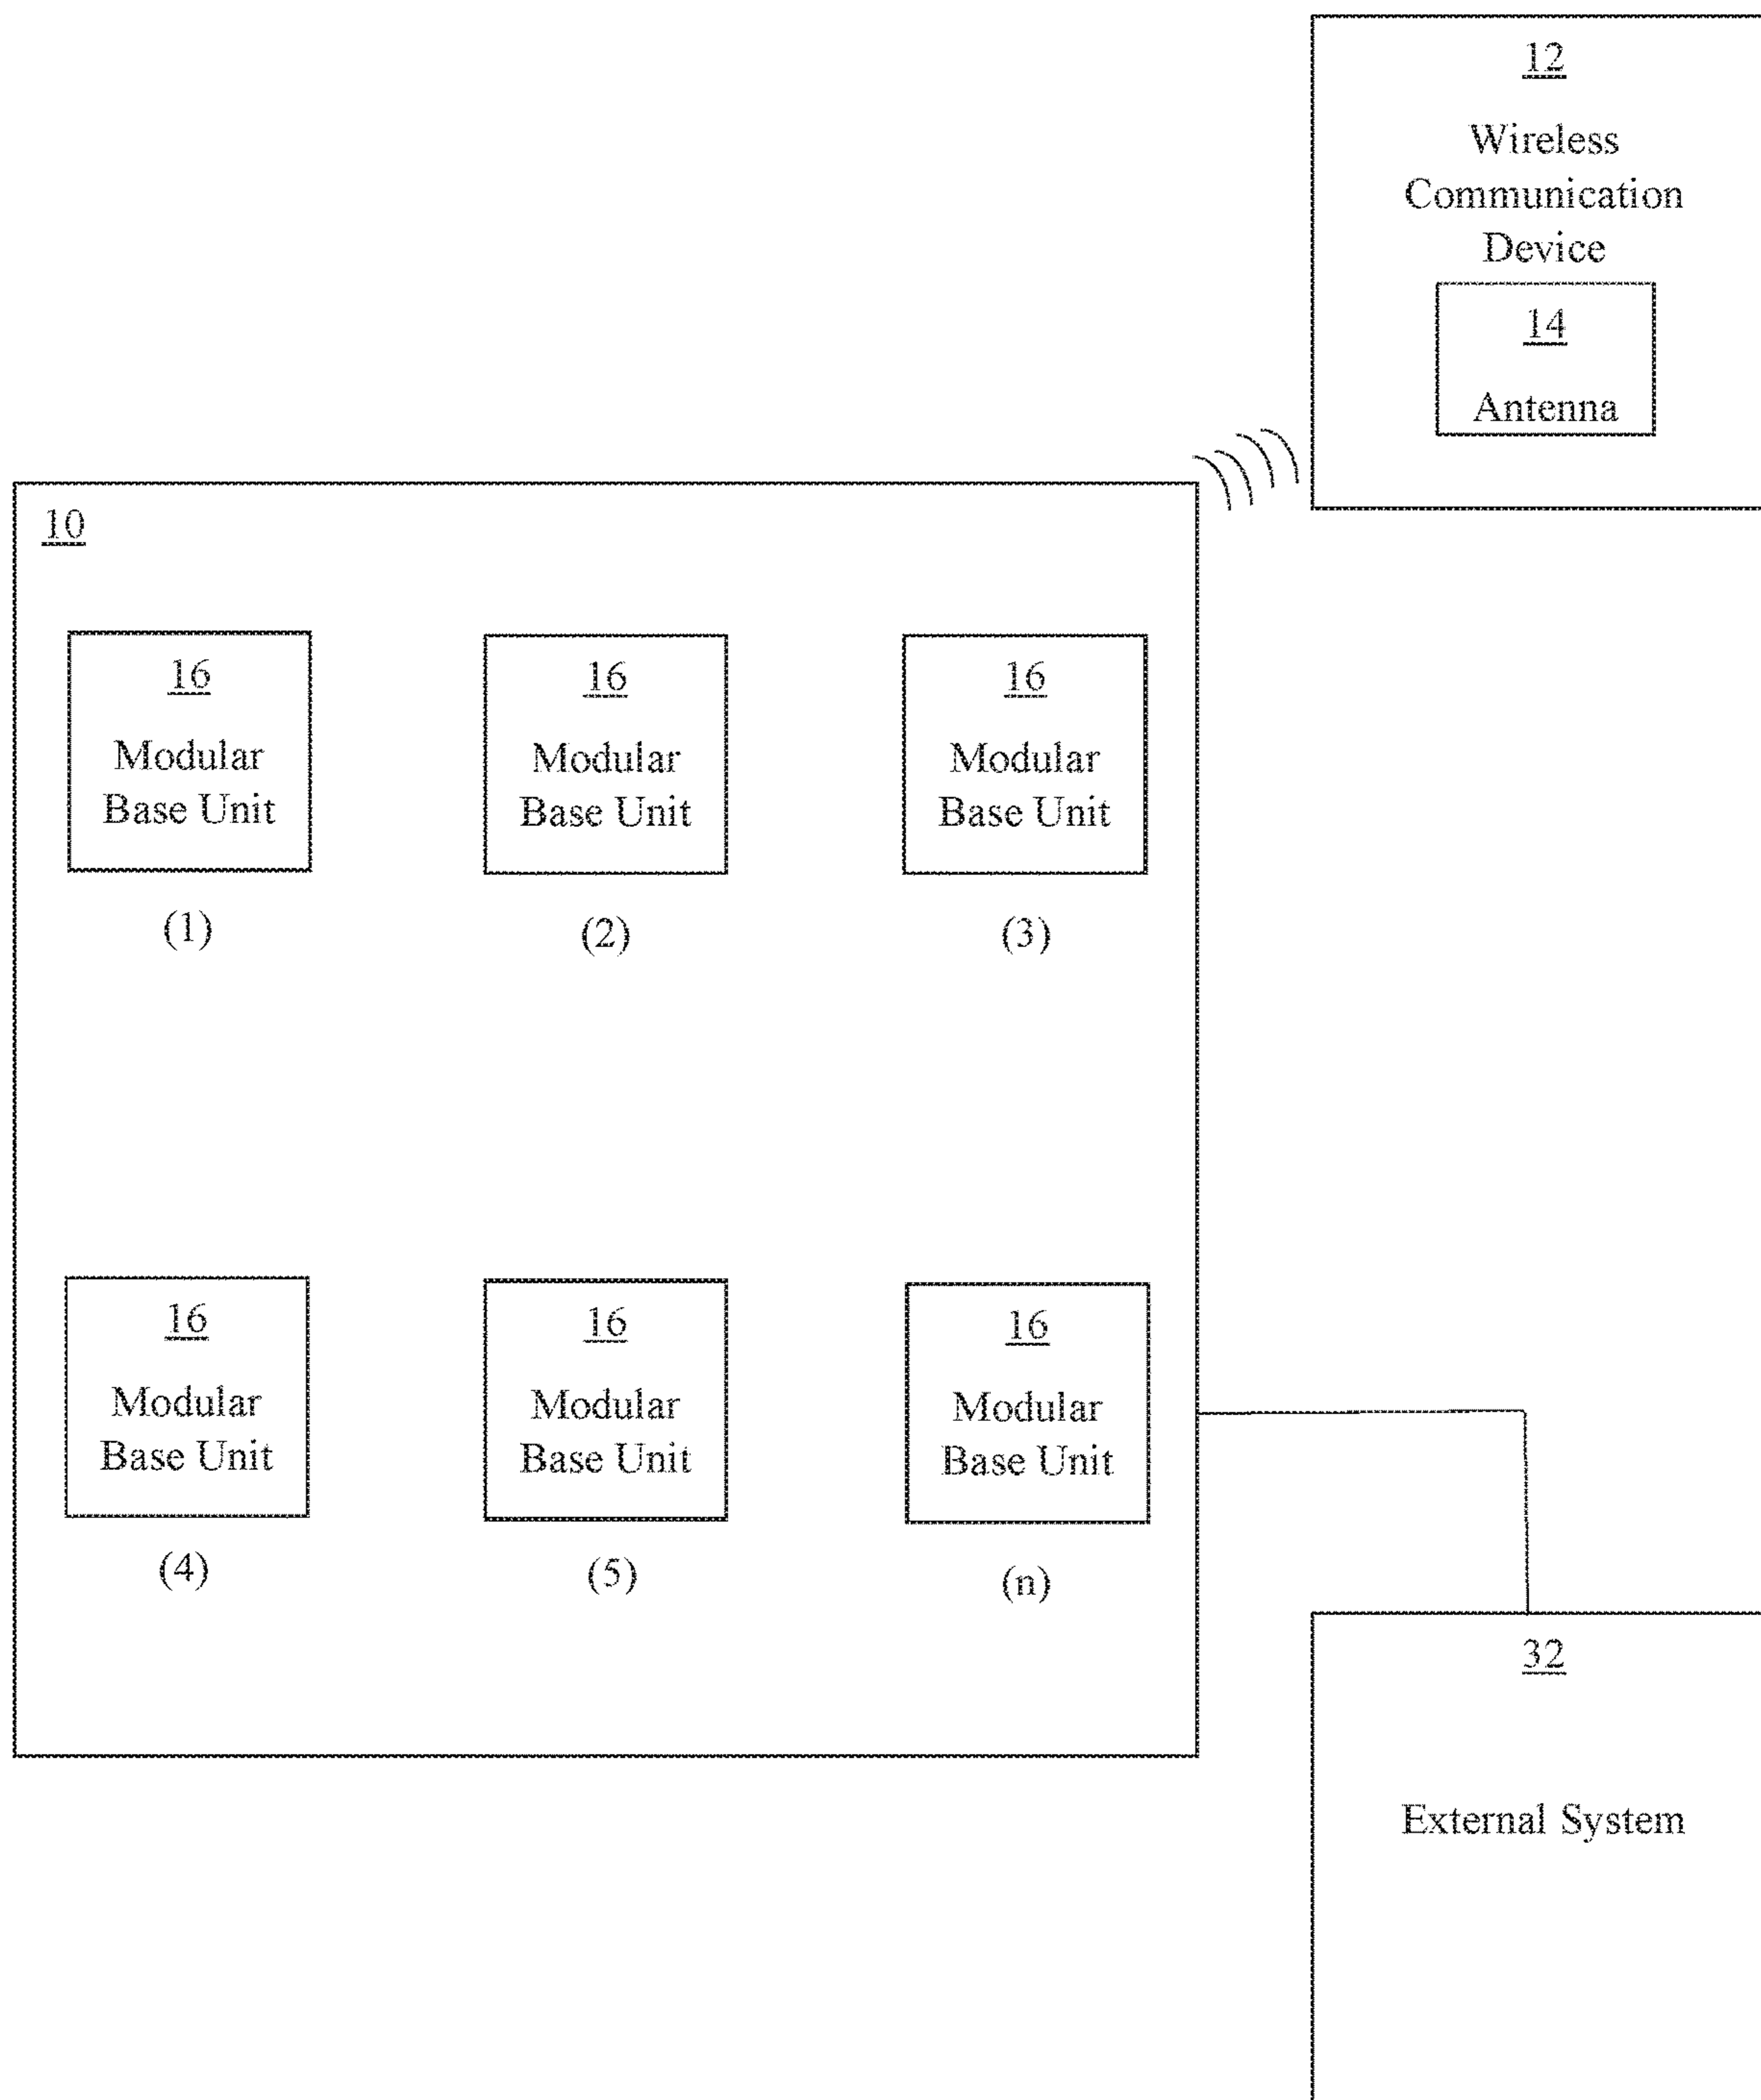 12
Wireless
Communication
Device
14
Antenna
10
16
Modular
Base Unit
(1)
16
Modular
Base Unit
(2)
16
Modular
Base Unit
(3)
16
Modular
Base Unit
(4)
16
Modular
Base Unit
(5)
16
Modular
Base Unit
(n)
32
External System